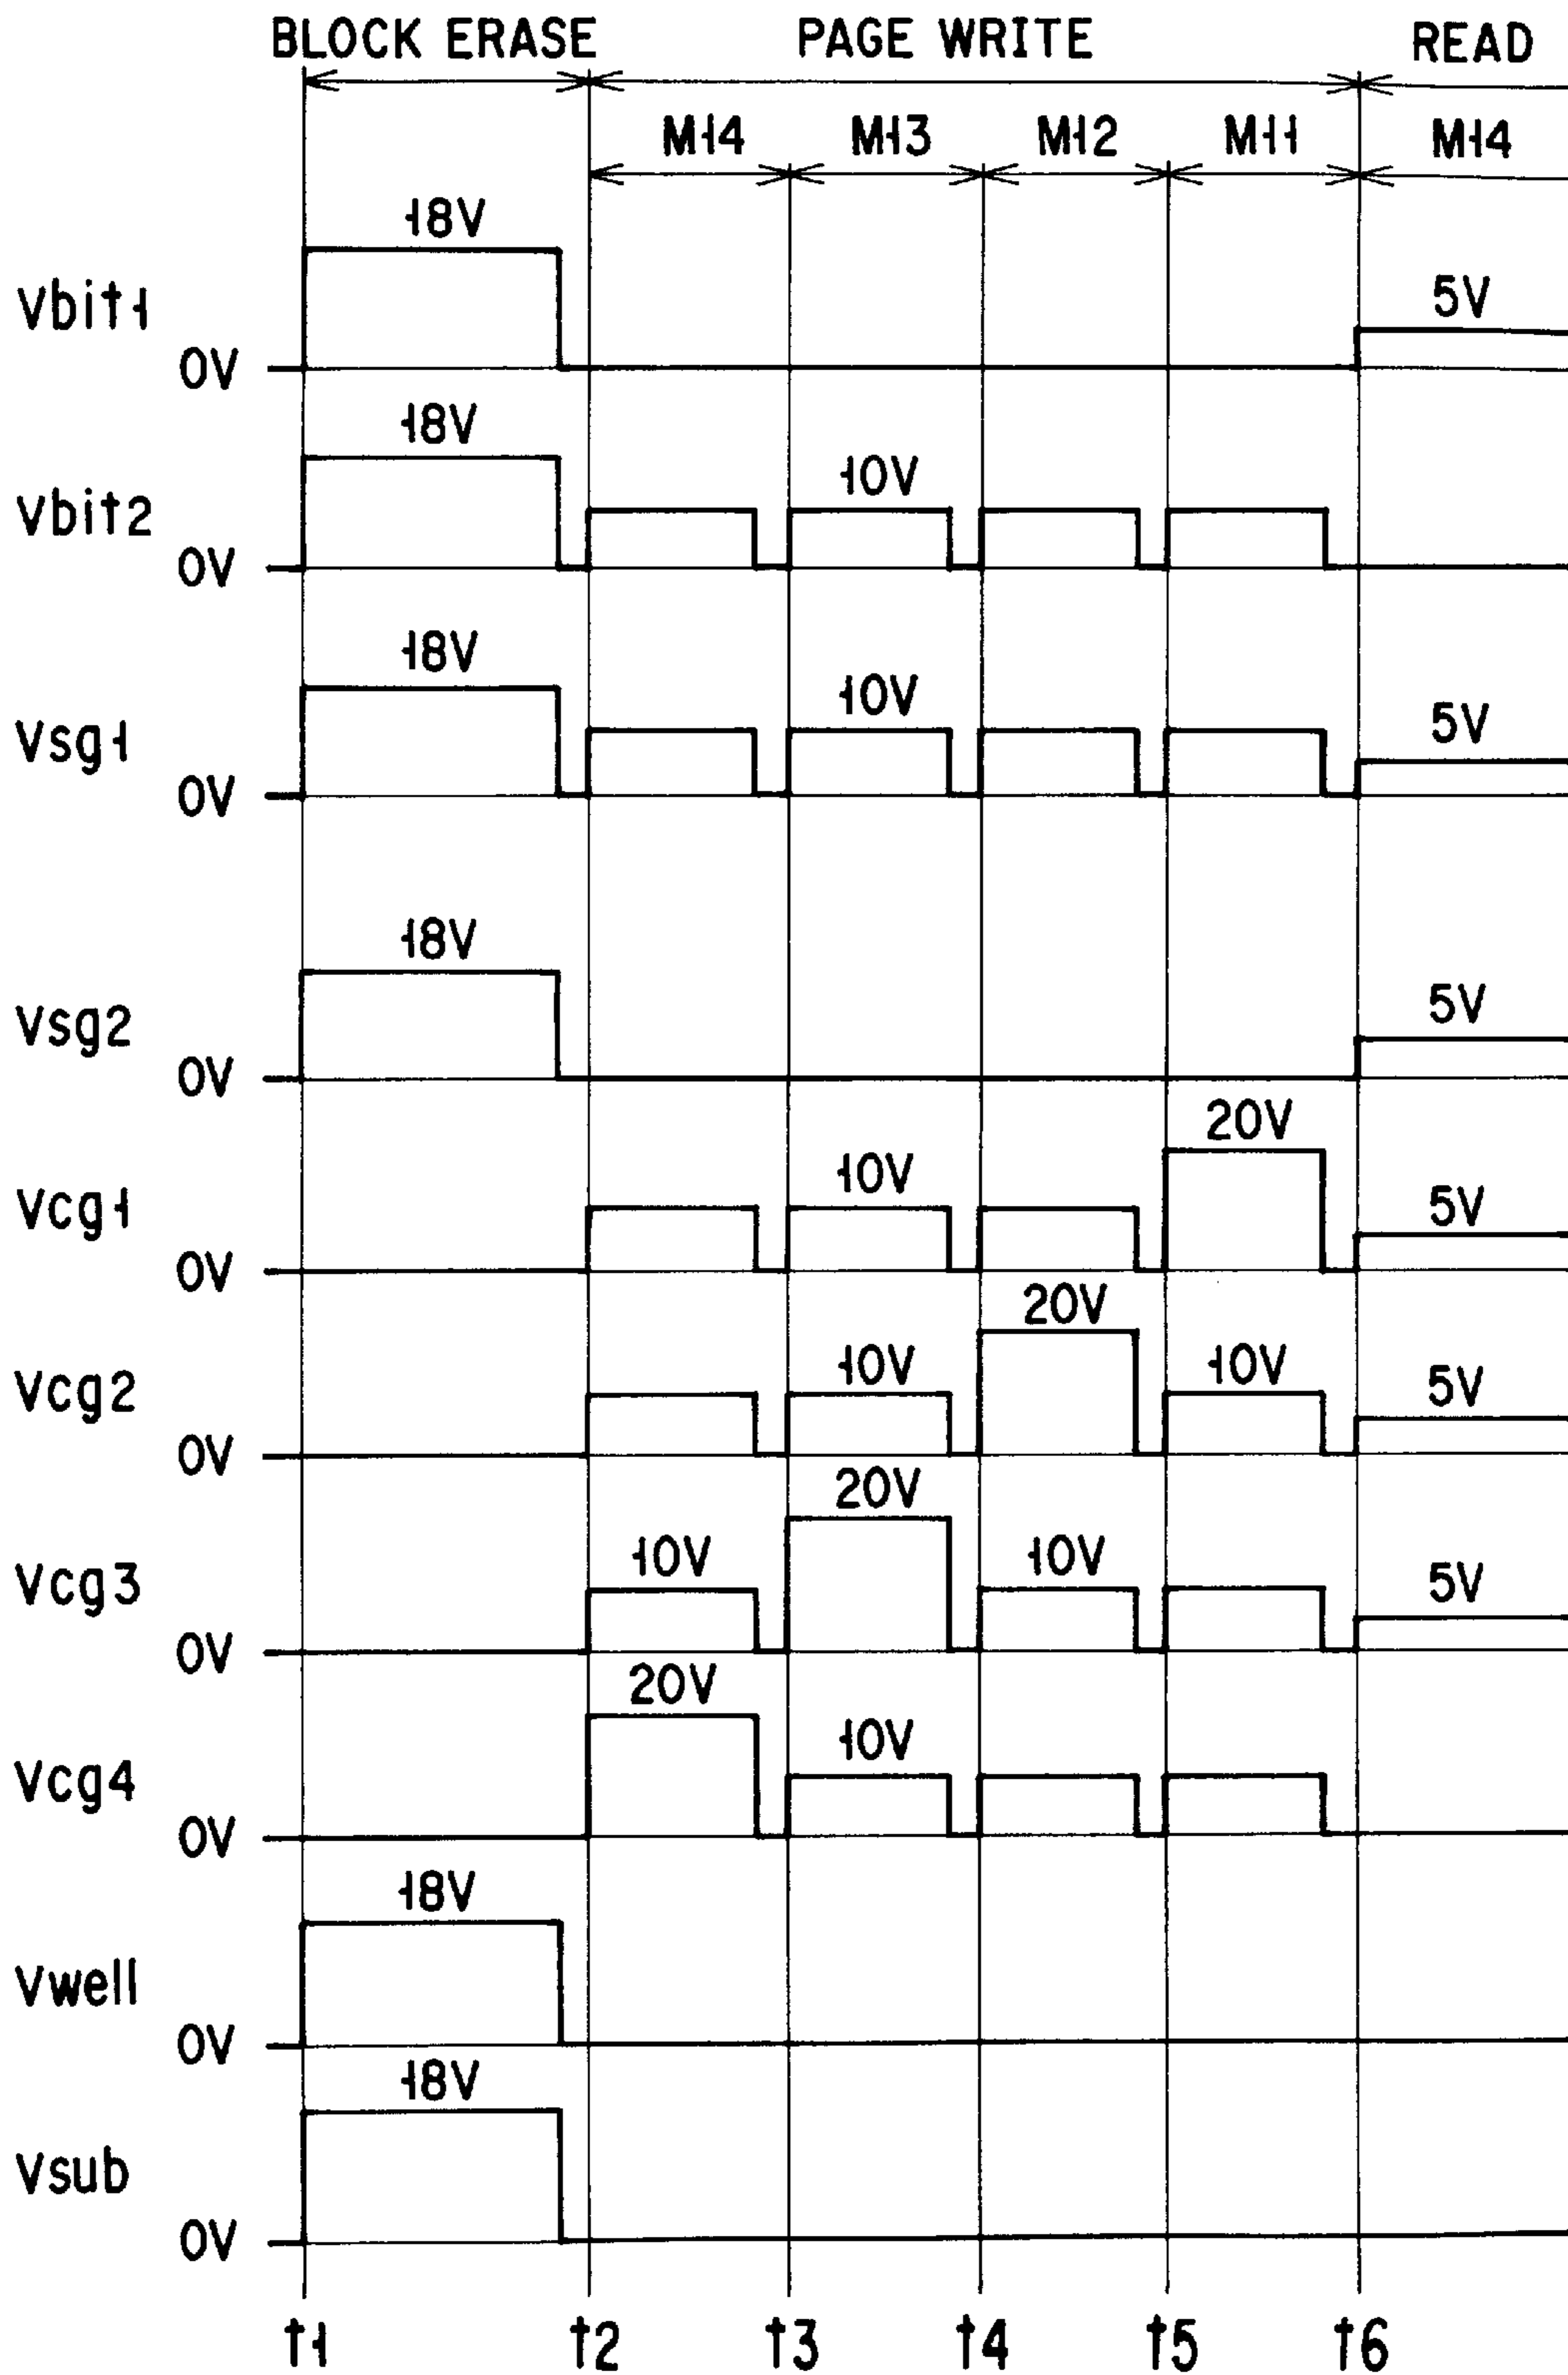 BLOCK ERASE PAGE WRITE READ
M14 M13 M12 M11 M14
18V
5V
Vbit1
0V
18V
10V
Vbit2
0V
18V
10V
5V
Vsg1
0V
18V
5V
Vsg2
0V
20V
10V
5V
Vcg1
0V
20V
10V 10V
5V
Vcg2
0V
20V
10V 10V
5V
Vcg3
0V
20V
10V
Vcg4
0V
18V
Vwell
0V
18V
Vsub
0V
t1 t2 t3 t4 t5 t6